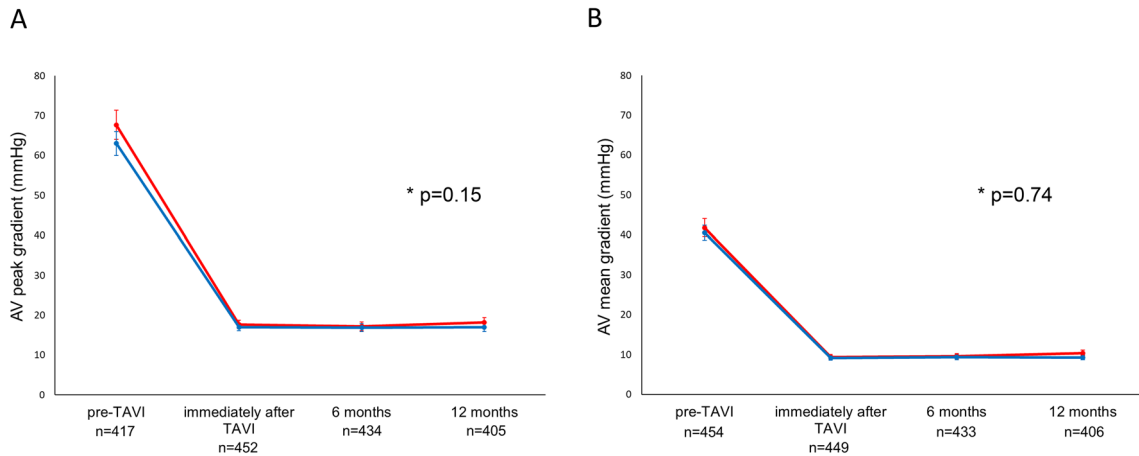 A
AV peak gradient (mmHg)
80
70
60
50
40
30
20
10
0
* p=0.15
pre-TAVI
n=417
immediately after
TAVI
n=452
6 months
n=434
12 months
n=405
B
AV mean gradient (mmHg)
80
70
60
50
40
30
20
10
0
* p=0.74
pre-TAVI
n=454
immediately after
TAVI
n=449
6 months
n=433
12 months
n=406